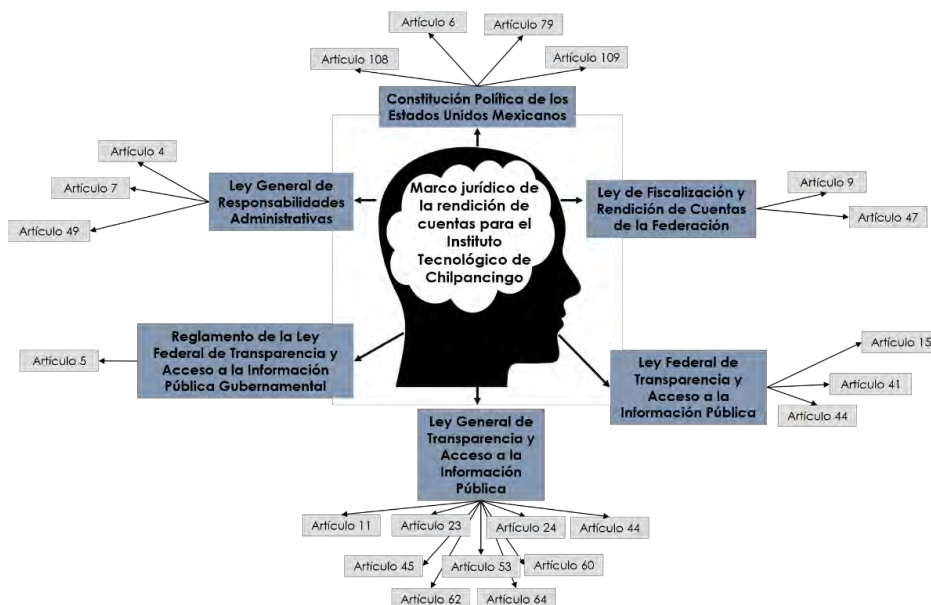 Artículo 6
Artículo 79
Artículo 108
Artículo 109
Constitución Política de los
Estados Unidos Mexicanos
Artículo 4
Artículo 7
Artículo 49
Ley General de
Responsabilidades
Administrativas
Marco jurídico de
la rendición de
cuentas para el
Instituto
Tecnológico de
Chilpancingo
Ley de Fiscalización y
Rendición de Cuentas
de la Federación
Artículo 9
Artículo 47
Artículo 5
Reglamento de la Ley
Federal de Transparencia y
Acceso a la Información
Pública Gubernamental
Ley Federal de
Transparencia y
Acceso a la
Información Pública
Artículo 15
Artículo 41
Artículo 44
Ley General de
Transparencia y
Acceso a la
Información
Pública
Artículo 11
Artículo 23
Artículo 24
Artículo 44
Artículo 45
Artículo 53
Artículo 60
Artículo 62
Artículo 64